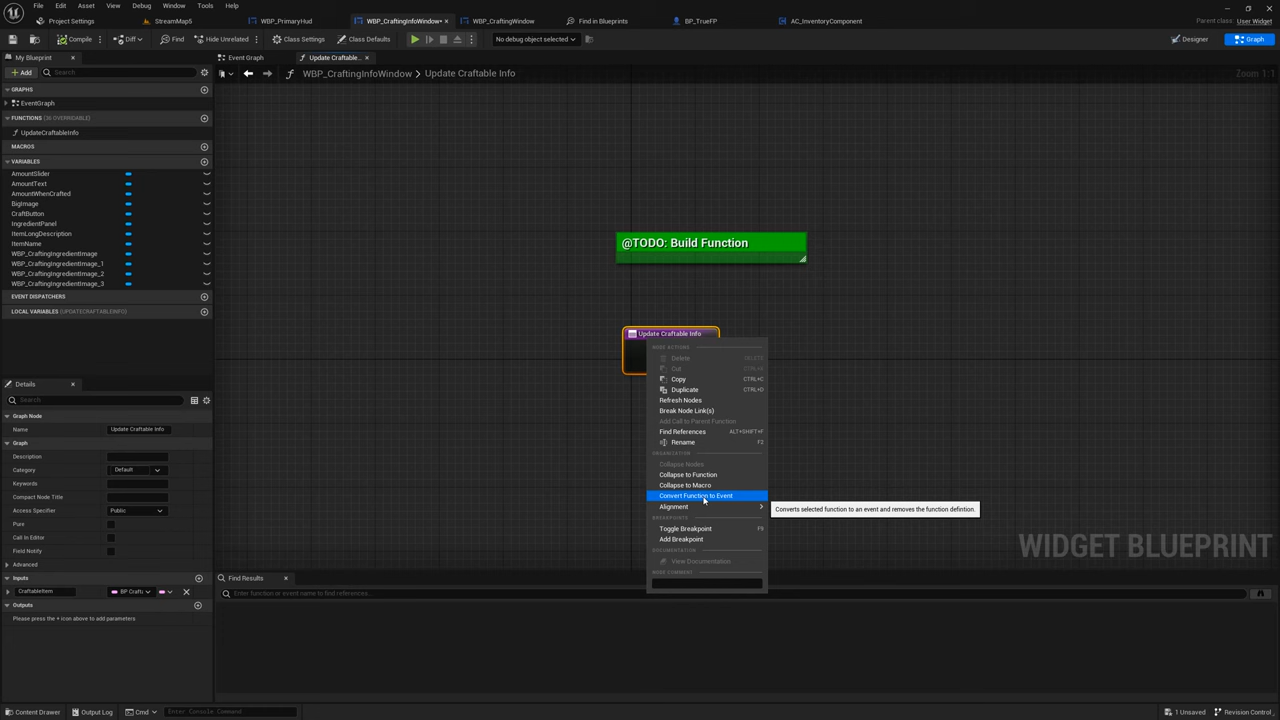 File Edit Asset View Debug Window Tools Help
Parent class: User Widget
Project Settings StreamMap5 WBP_PrimaryHud WBP_CraftingInfoWindow* WBP_CraftingWindow Find in Blueprints BP_TrueFP AC_InventoryComponent
Compile Diff Find Hide Unrelated Class Settings Class Defaults No debug object selected Designer Graph
My Blueprint
Event Graph Update Craftable...
Add Search
WBP_CraftingInfoWindow > Update Craftable Info
Zoom 1:1
GRAPHS
EventGraph
FUNCTIONS (36 OVERRIDABLE)
UpdateCraftableInfo
MACROS
VARIABLES
AmountSlider
AmountText
AmountWhenCrafted
BigImage
CraftButton
IngredientPanel
ItemLongDescription
ItemName
WBP_CraftingIngredientImage
WBP_CraftingIngredientImage_1
WBP_CraftingIngredientImage_2
WBP_CraftingIngredientImage_3
EVENT DISPATCHERS
LOCAL VARIABLES (UPDATECRAFTABLEINFO)
@TODO: Build Function
Update Craftable Info
NODE ACTIONS
Delete DELETE
Cut CTRL+X
Copy CTRL+C
Duplicate CTRL+D
Refresh Nodes
Break Node Link(s)
Add Call to Parent Function
Find References ALT+SHIFT+F
Rename F2
ORGANIZATION
Collapse Nodes
Collapse to Function
Collapse to Macro
Convert Function to Event
Converts selected function to an event and removes the function defintion.
Alignment
BREAKPOINTS
Toggle Breakpoint F9
Add Breakpoint
DOCUMENTATION
View Documentation
NODE COMMENT
WIDGET BLUEPRINT
Details
Search
Graph Node
Name Update Craftable Info
Graph
Description
Category Default
Keywords
Compact Node Title
Access Specifier Public
Pure
Call In Editor
Field Notify
Advanced
Inputs
CraftableItem BP Craft
Outputs
Please press the + icon above to add parameters
Find Results
Enter function or event name to find references...
Content Drawer Output Log Cmd Enter Console Command
1 Unsaved Revision Control